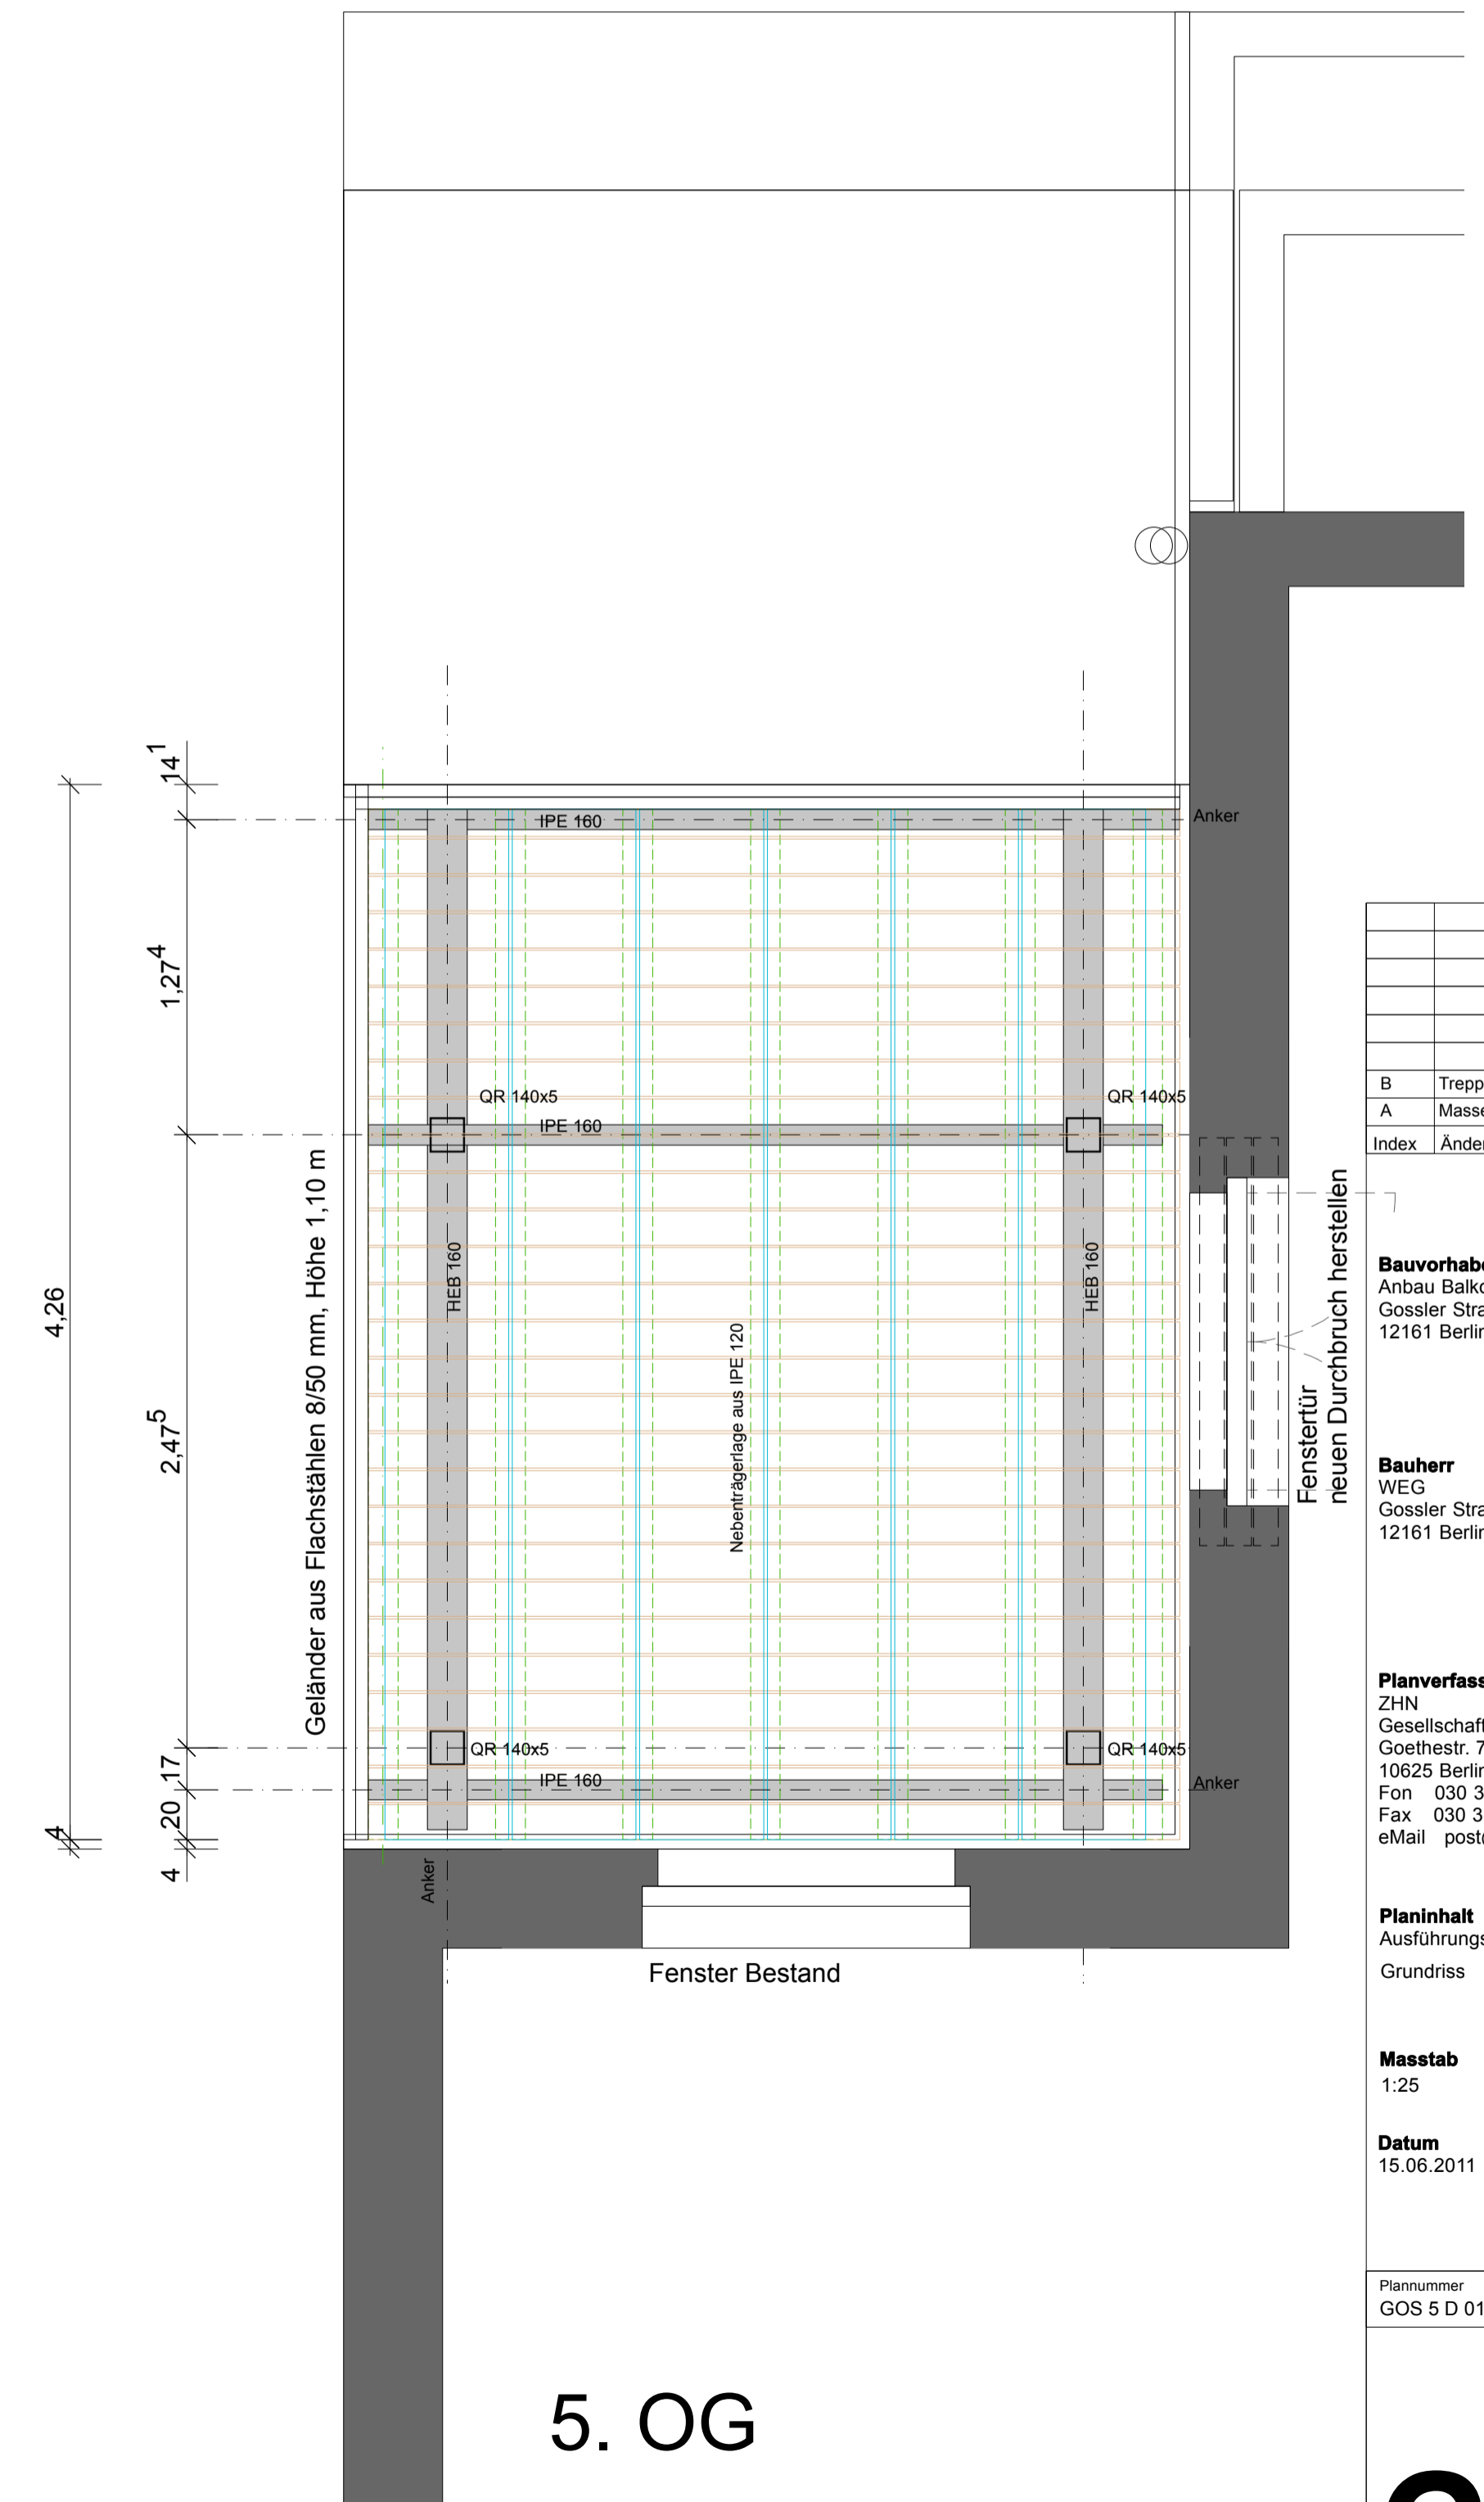 14¹
1,27⁴
2,47⁵
17
20
4
4,26
4
Geländer aus Flachstählen 8/50 mm, Höhe 1,10 m
IPE 160
Anker
QR 140x5
QR 140x5
IPE 160
HEB 160
HEB 160
Nebenträgerlage aus IPE 120
Fenstertür
neuen Durchbruch herstellen
QR 140x5
QR 140x5
IPE 160
Anker
Anker
Fenster Bestand
5. OG
B Trepp
A Masse
Index Änder
Bauvorhabe
Anbau Balko
Gossler Stra
12161 Berlin
Bauherr
WEG
Gossler Stra
12161 Berlin
Planverfass
ZHN
Gesellschaft
Goethestr. 7
10625 Berlin
Fon 030 3
Fax 030 3
eMail post
Planinhalt
Ausführungs
Grundriss
Masstab
1:25
Datum
15.06.2011
Plannummer
GOS 5 D 01